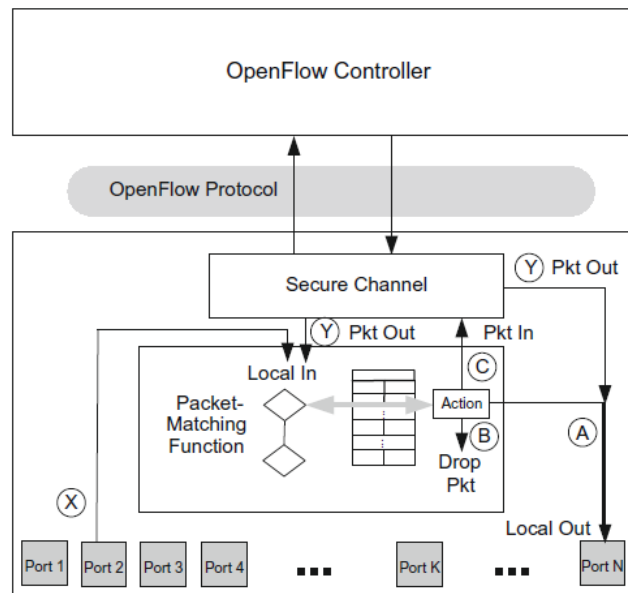 OpenFlow Controller
OpenFlow Protocol
Secure Channel
Y Pkt Out
Y Pkt Out
Pkt In
Local In
C
Packet-
Matching
Function
Action
A
B
Drop
Pkt
X
Local Out
Port 1
Port 2
Port 3
Port 4
...
Port K
...
Port N